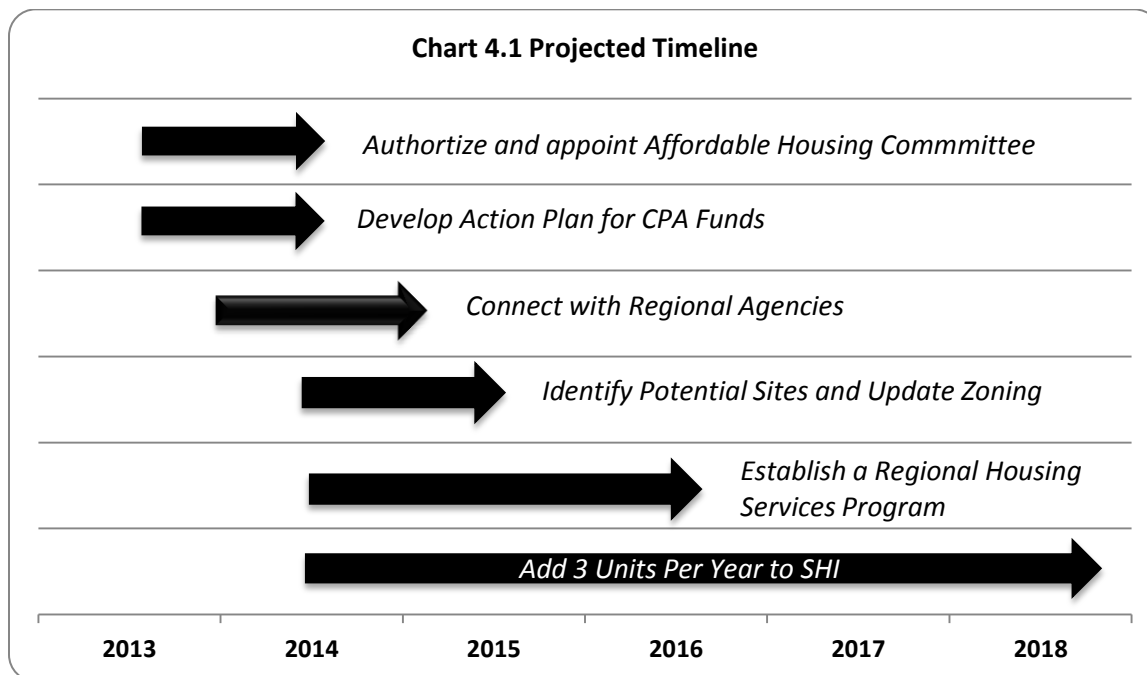 Chart 4.1 Projected Timeline
Authortize and appoint Affordable Housing Commmittee
Develop Action Plan for CPA Funds
Connect with Regional Agencies
Identify Potential Sites and Update Zoning
Establish a Regional Housing
Services Program
Add 3 Units Per Year to SHI
2013 2014 2015 2016 2017 2018